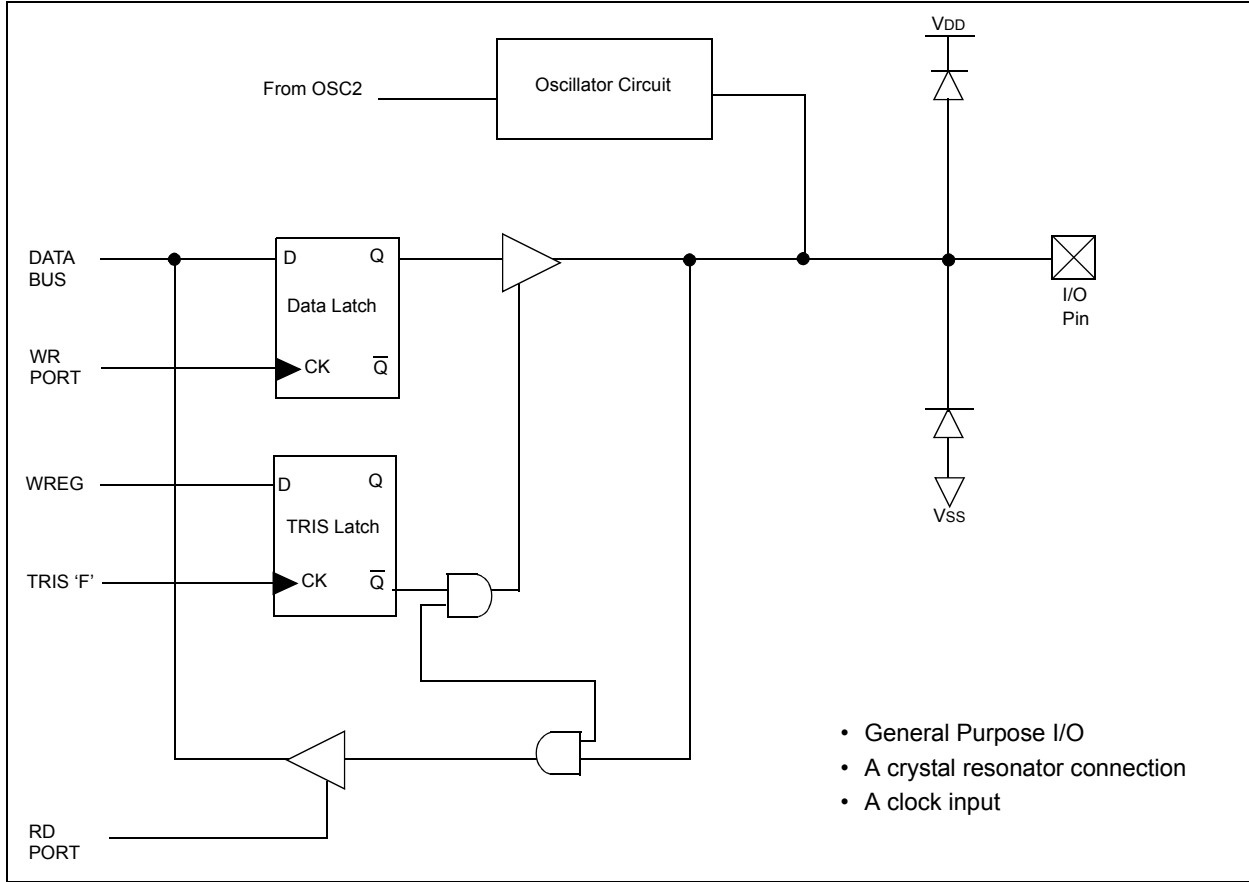 VDD
From OSC2
Oscillator Circuit
DATA
BUS
D
Q
Data Latch
WR
PORT
CK
Q̅
I/O
Pin
WREG
D
Q
TRIS Latch
TRIS ‘F’
CK
Q̅
VSS
RD
PORT
• General Purpose I/O
• A crystal resonator connection
• A clock input